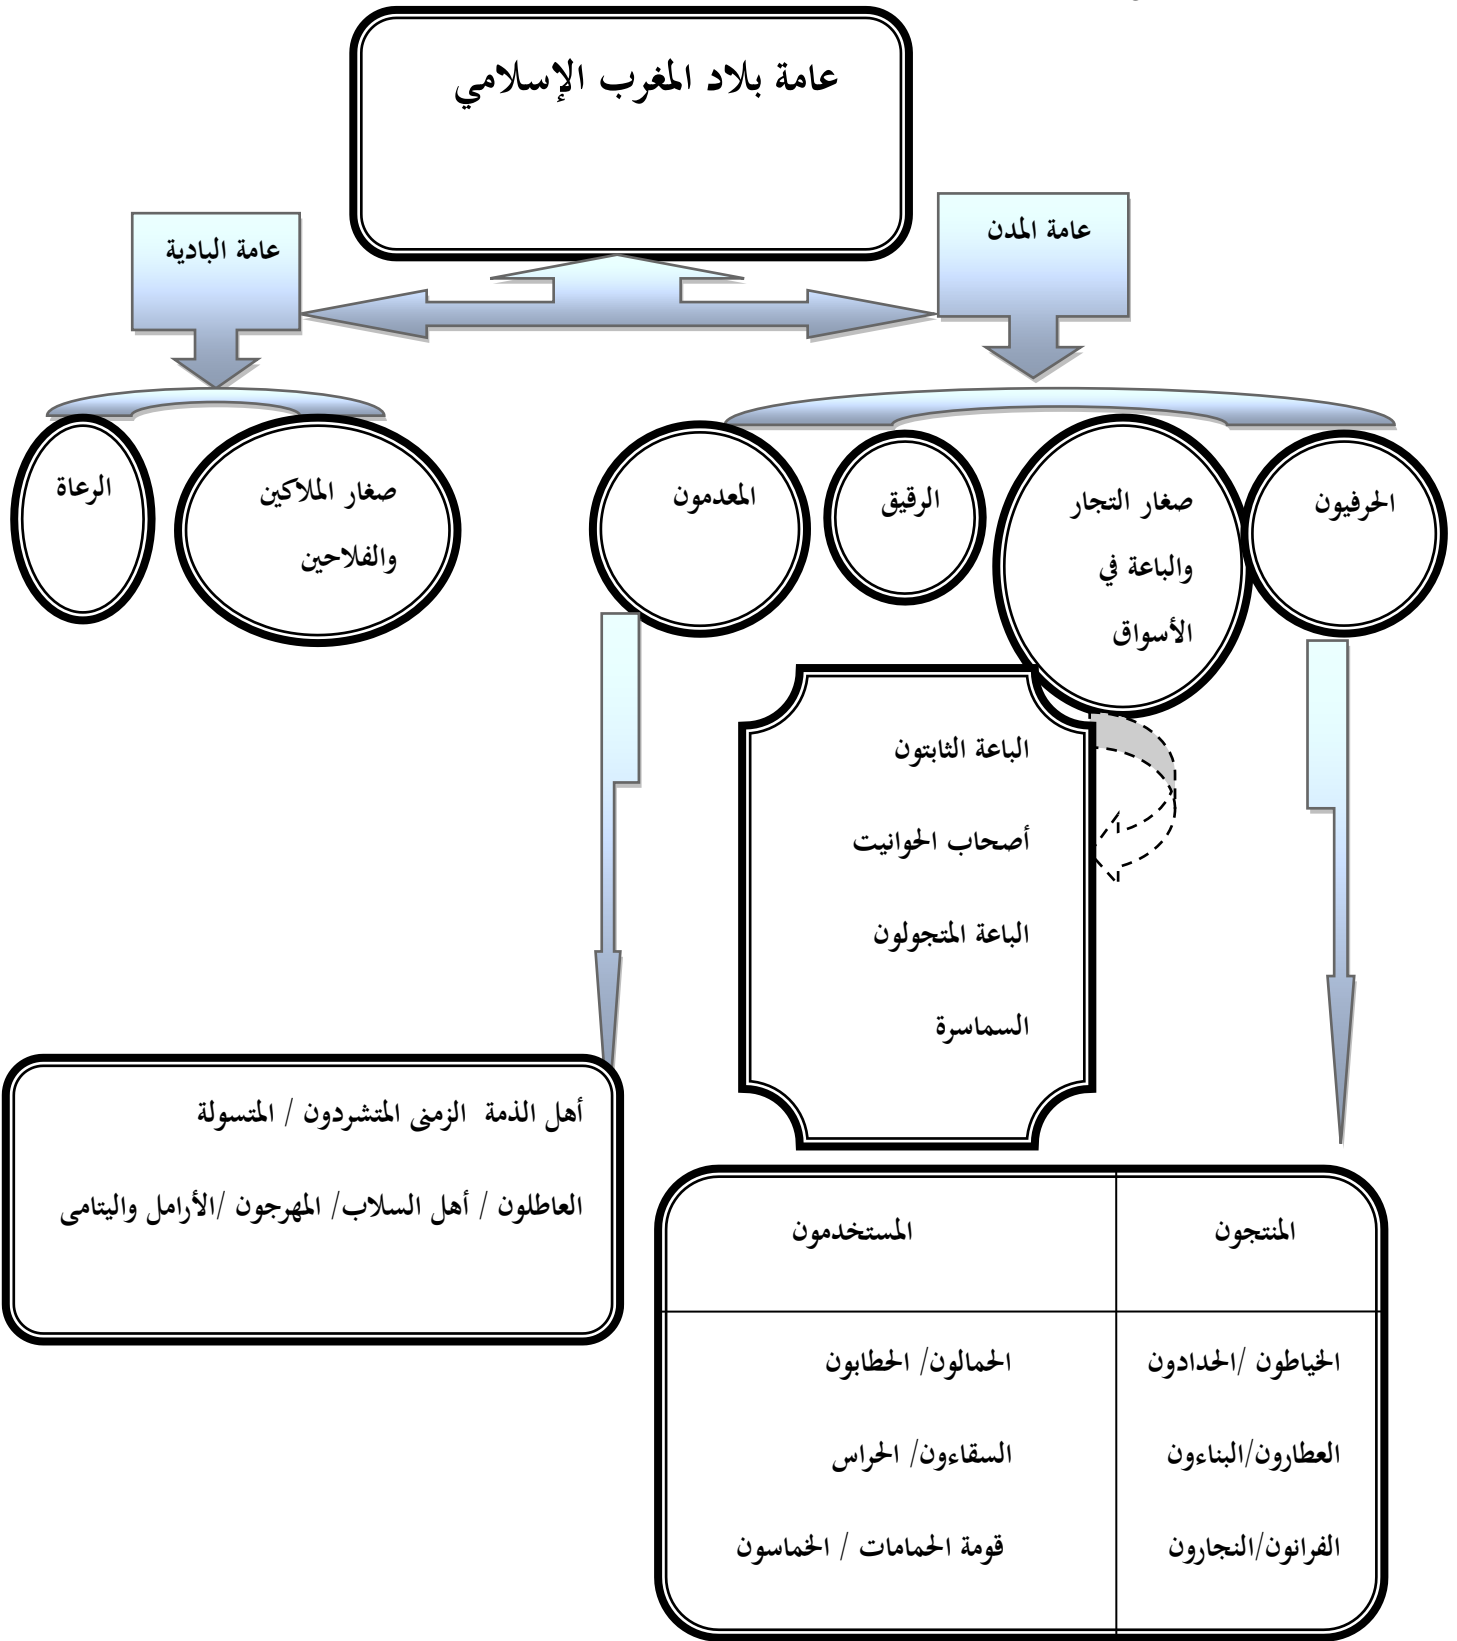 عامة بلاد المغرب الإسلامي
عامة المدن
عامة البادية
الحرفيون
صغار التجار
والباعة في
الأسواق
الرقيق
المعدمون
صغار الملاكين
والفلاحين
الرعاة
الباعة الثابتون
أصحاب الحوانيت
الباعة المتجولون
السماسرة
أهل الذمة الزمنى المتشردون / المتسولة
العاطلون / أهل السلاب/ المهرجون /الأرامل واليتامى
المنتجون
المستخدمون
الخياطون /الحدادون
الحمالون/ الحطابون
العطارون/البناءون
السقاءون/ الحراس
الفرانون/النجارون
قومة الحمامات / الخماسون